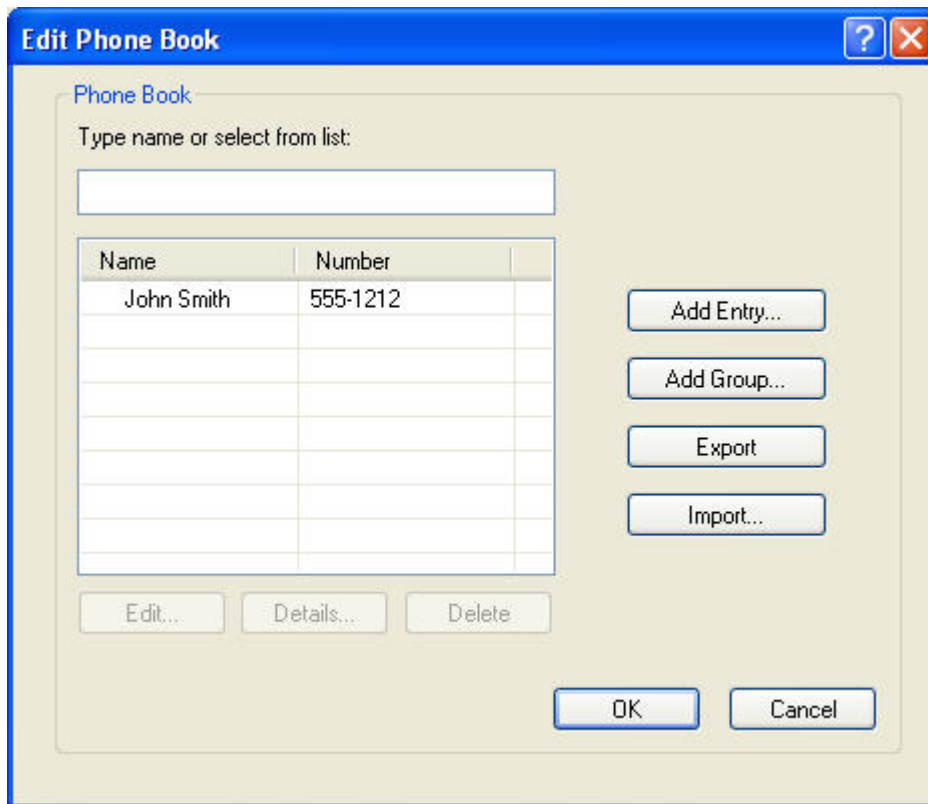 Edit Phone Book
?
Phone Book
Type name or select from list:
Name Number
John Smith 555-1212
Add Entry...
Add Group...
Export
Import...
Edit... Details... Delete
OK Cancel